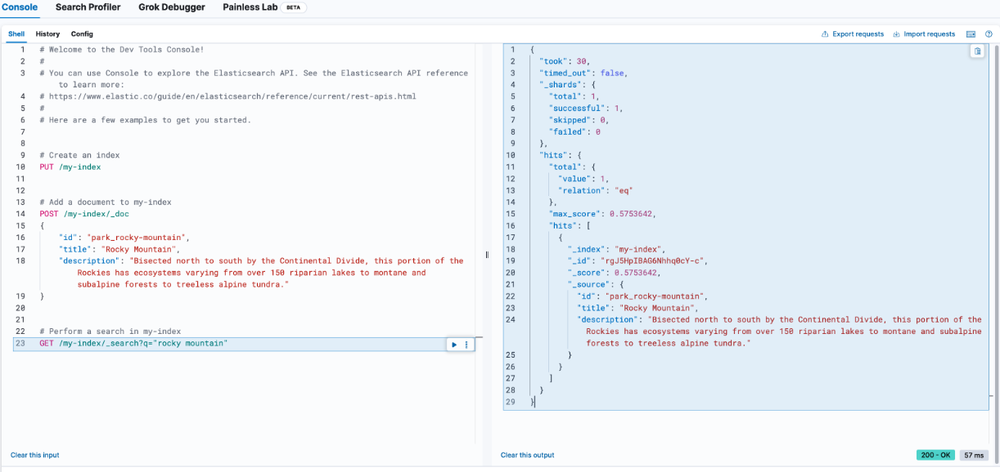 Console Search Profiler Grok Debugger Painless Lab BETA
Shell History Config
Export requests Import requests
1 # Welcome to the Dev Tools Console!
2 #
3 # You can use Console to explore the Elasticsearch API. See the Elasticsearch API reference
to learn more:
4 # https://www.elastic.co/guide/en/elasticsearch/reference/current/rest-apis.html
5 #
6 # Here are a few examples to get you started.
7
8
9 # Create an index
10 PUT /my-index
11
12
13 # Add a document to my-index
14 POST /my-index/_doc
15 {
16 "id": "park_rocky-mountain",
17 "title": "Rocky Mountain",
18 "description": "Bisected north to south by the Continental Divide, this portion of the
Rockies has ecosystems varying from over 150 riparian lakes to montane and
subalpine forests to treeless alpine tundra."
19 }
20
21
22 # Perform a search in my-index
23 GET /my-index/_search?q="rocky mountain"
Clear this input
1 {
2 "took": 30,
3 "timed_out": false,
4 "_shards": {
5 "total": 1,
6 "successful": 1,
7 "skipped": 0,
8 "failed": 0
9 },
10 "hits": {
11 "total": {
12 "value": 1,
13 "relation": "eq"
14 },
15 "max_score": 0.5753642,
16 "hits": [
17 {
18 "_index": "my-index",
19 "_id": "rgJ5HpIBAG6Nhhq0cY-c",
20 "_score": 0.5753642,
21 "_source": {
22 "id": "park_rocky-mountain",
23 "title": "Rocky Mountain",
24 "description": "Bisected north to south by the Continental Divide, this portion of the
Rockies has ecosystems varying from over 150 riparian lakes to montane and subalpine
forests to treeless alpine tundra."
25 }
26 }
27 ]
28 }
29 }
Clear this output
200 - OK 57 ms